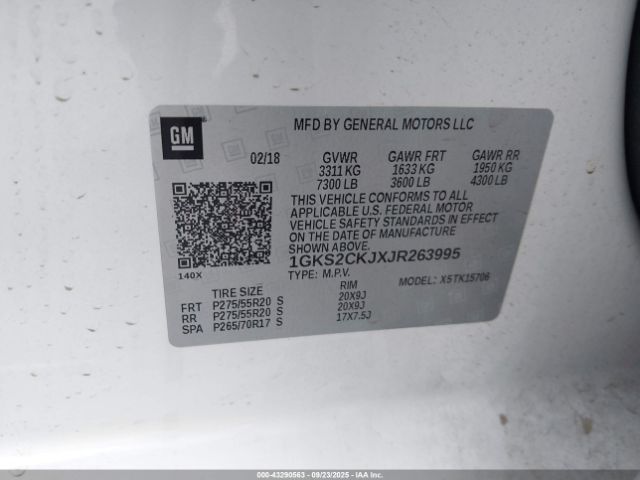 GM
MFD BY GENERAL MOTORS LLC
02/18 GVWR GAWR FRT GAWR RR
3311 KG 1633 KG 1950 KG
7300 LB 3600 LB 4300 LB
THIS VEHICLE CONFORMS TO ALL
APPLICABLE U.S. FEDERAL MOTOR
VEHICLE SAFETY STANDARDS IN EFFECT
ON THE DATE OF MANUFACTURE
SHOWN ABOVE.
1GKS2CKJXJR263995
140X
TYPE: M.P.V. MODEL: X5TK15706
TIRE SIZE RIM
FRT P275/55R20 S 20X9J
RR P275/55R20 S 20X9J
SPA P265/70R17 S 17X7.5J
000-43290563 - 09/23/2025 - IAAI.COM